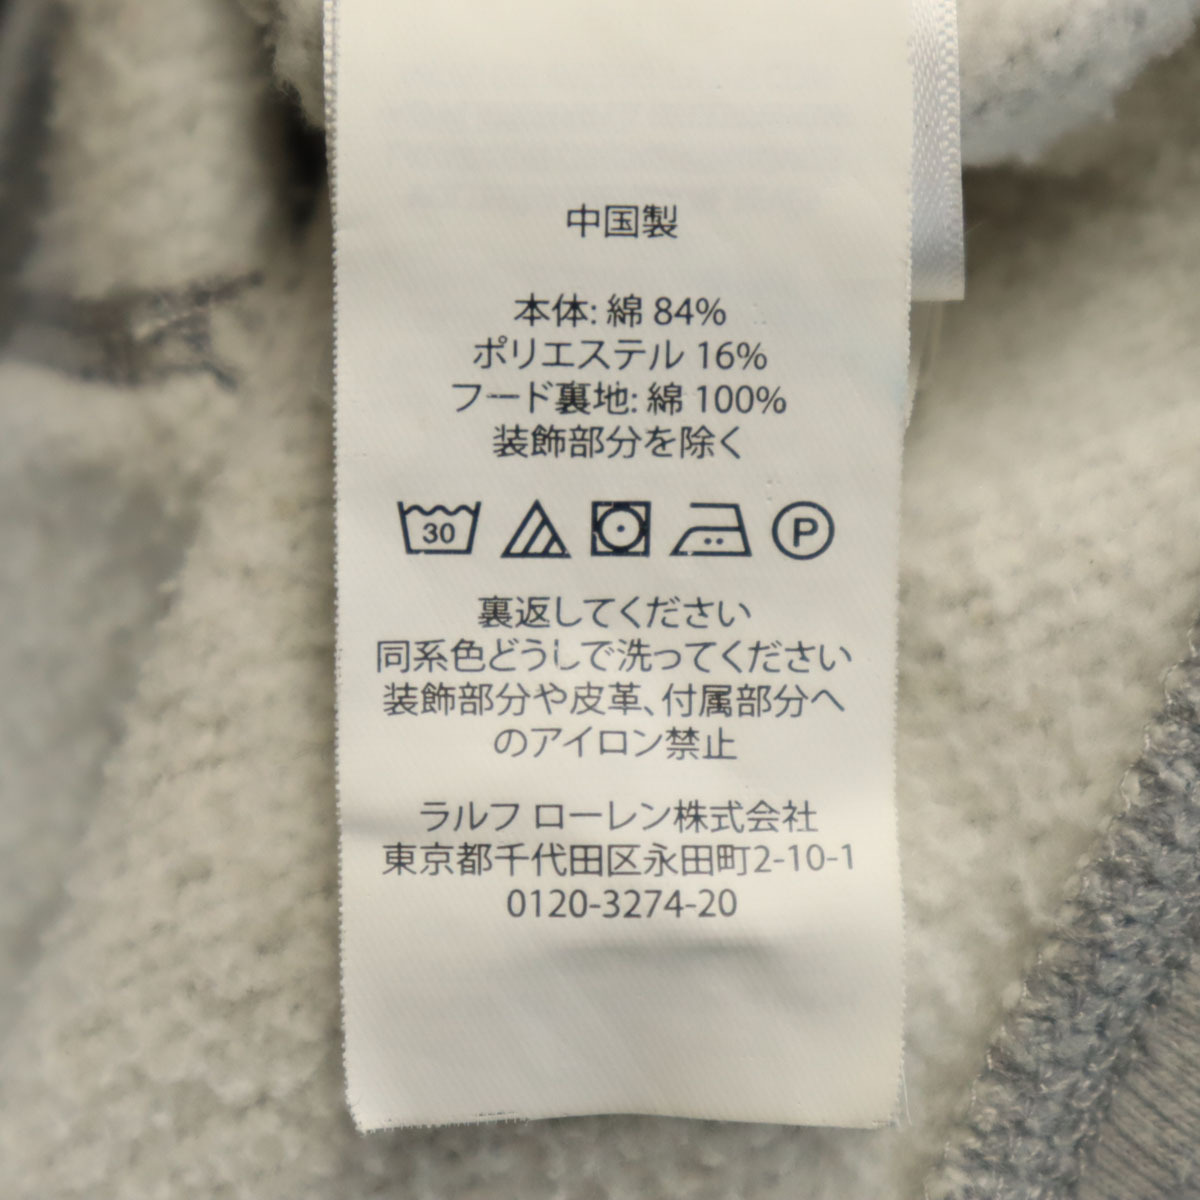 中国製
本体: 綿 84%
ポリエステル 16%
フード裏地: 綿 100%
装飾部分を除く
30 P
裏返してください
同系色どうしで洗ってください
装飾部分や皮革、付属部分へ
のアイロン禁止
ラルフ ローレン株式会社
東京都千代田区永田町2-10-1
0120-3274-20